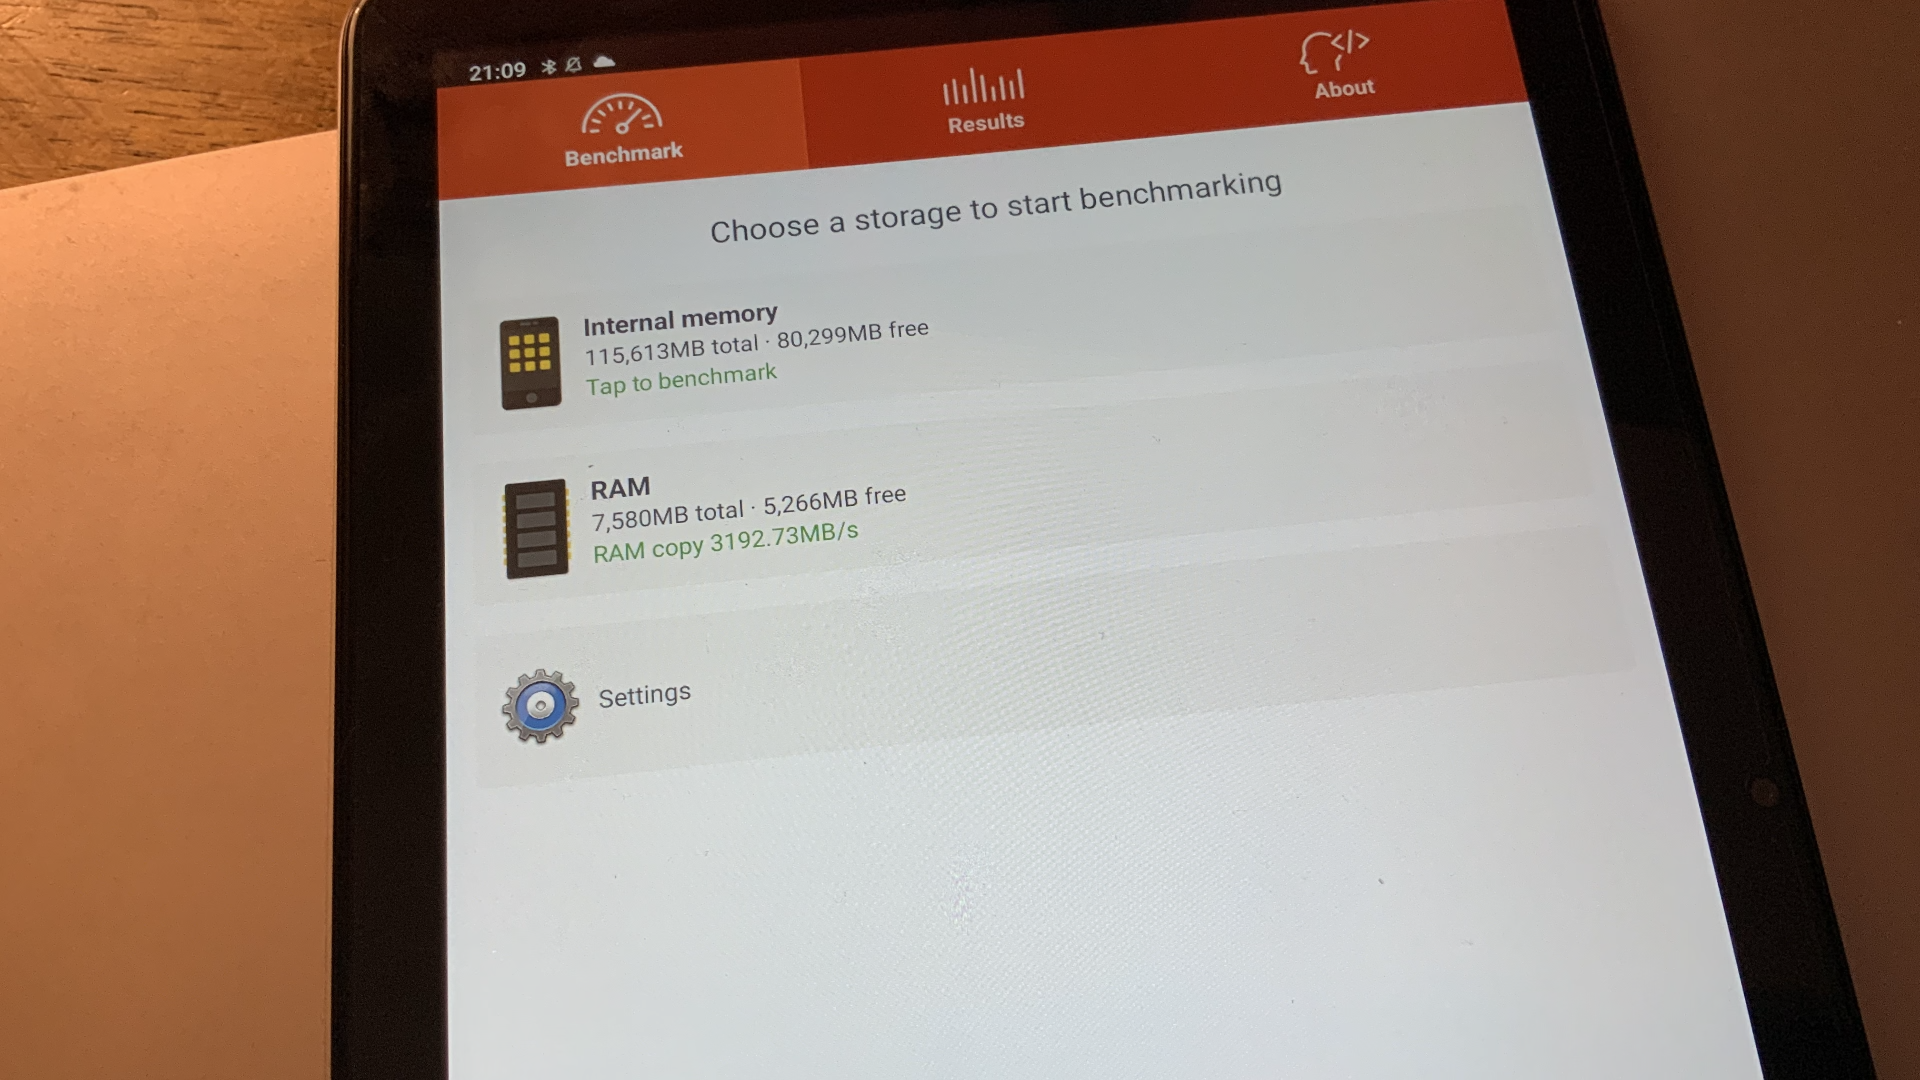 21:09
Benchmark
Results
About
Choose a storage to start benchmarking
Internal memory
115,613MB total · 80,299MB free
Tap to benchmark
RAM
7,580MB total · 5,266MB free
RAM copy 3192.73MB/s
Settings